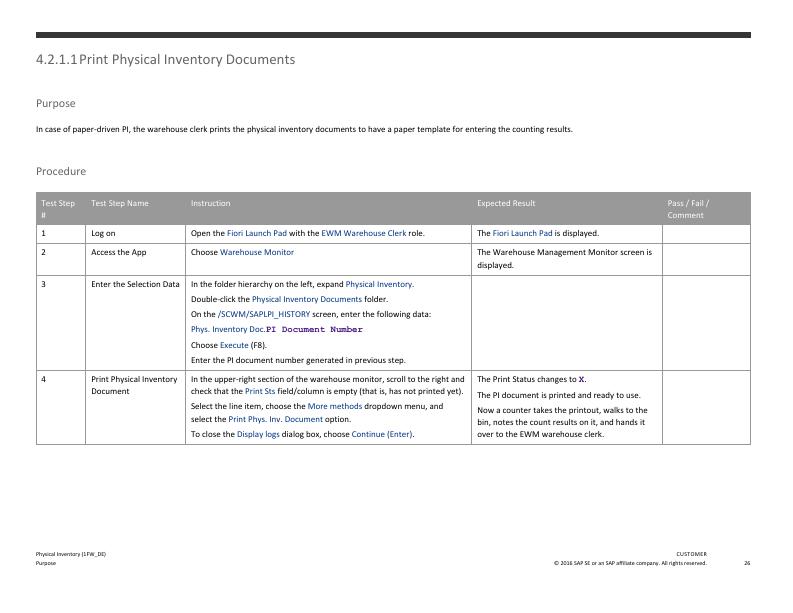 4.2.1.1 Print Physical Inventory Documents
Purpose
In case of paper-driven PI, the warehouse clerk prints the physical inventory documents to have a paper template for entering the counting results.
Procedure
Test Step
#
Test Step Name
Instruction
Expected Result
Pass / Fail /
Comment
1
Log on
Open the Fiori Launch Pad with the EWM Warehouse Clerk role.
The Fiori Launch Pad is displayed.
2
Access the App
Choose Warehouse Monitor
The Warehouse Management Monitor screen is
displayed.
3
Enter the Selection Data
In the folder hierarchy on the left, expand Physical Inventory.
Double-click the Physical Inventory Documents folder.
On the /SCWM/SAPLPI_HISTORY screen, enter the following data:
Phys. Inventory Doc.PI Document Number
Choose Execute (F8).
Enter the PI document number generated in previous step.
4
Print Physical Inventory
Document
In the upper-right section of the warehouse monitor, scroll to the right and
check that the Print Sts field/column is empty (that is, has not printed yet).
Select the line item, choose the More methods dropdown menu, and
select the Print Phys. Inv. Document option.
To close the Display logs dialog box, choose Continue (Enter).
The Print Status changes to X.
The PI document is printed and ready to use.
Now a counter takes the printout, walks to the
bin, notes the count results on it, and hands it
over to the EWM warehouse clerk.
Physical Inventory (1FW_DE)
Purpose
CUSTOMER
© 2016 SAP SE or an SAP affiliate company. All rights reserved.
26